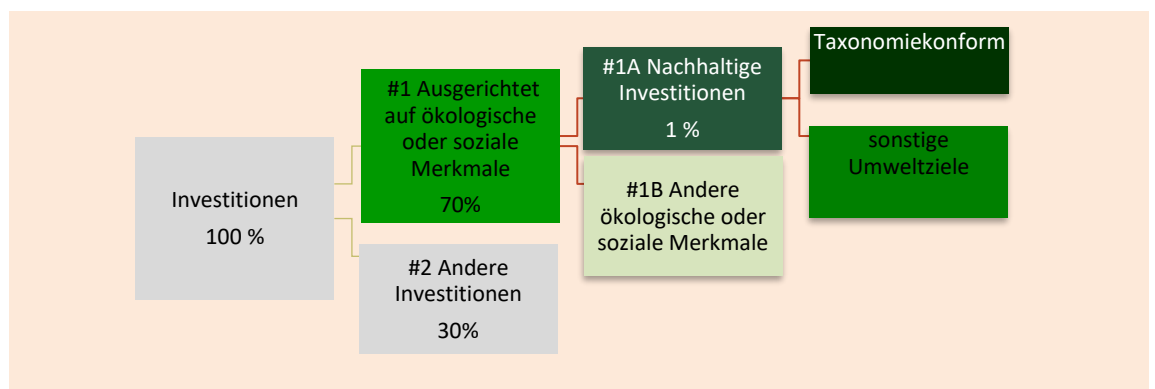 Investitionen
100 %
#1 Ausgerichtet
auf ökologische
oder soziale
Merkmale
70%
#2 Andere
Investitionen
30%
#1A Nachhaltige
Investitionen
1 %
#1B Andere
ökologische oder
soziale Merkmale
Taxonomiekonform
sonstige
Umweltziele